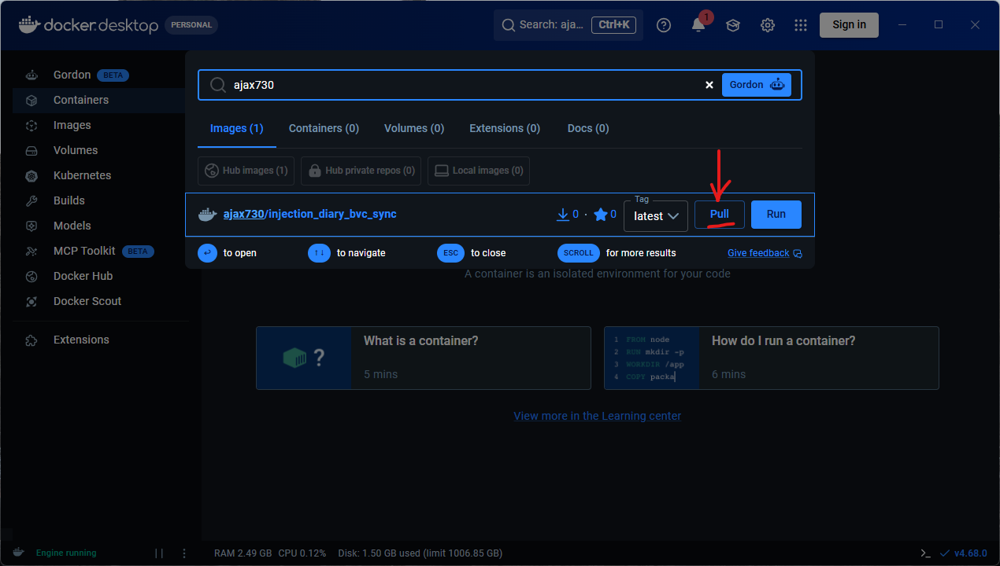 docker.desktop PERSONAL Search: aja... Ctrl+K 1 Sign in
Gordon BETA
Containers
Images
Volumes
Kubernetes
Builds
Models
MCP Toolkit BETA
Docker Hub
Docker Scout
Extensions
ajax730 Gordon
Images (1) Containers (0) Volumes (0) Extensions (0) Docs (0)
Hub images (1) Hub private repos (0) Local images (0)
ajax730/injection_diary_bvc_sync 0 · 0 Tag latest Pull Run
to open to navigate ESC to close SCROLL for more results Give feedback
A container is an isolated environment for your code
What is a container?
5 mins
1 FROM node
2 RUN mkdir -p
3 WORKDIR /app
4 COPY packa
How do I run a container?
6 mins
View more in the Learning center
Engine running RAM 2.49 GB CPU 0.12% Disk: 1.50 GB used (limit 1006.85 GB) v4.68.0